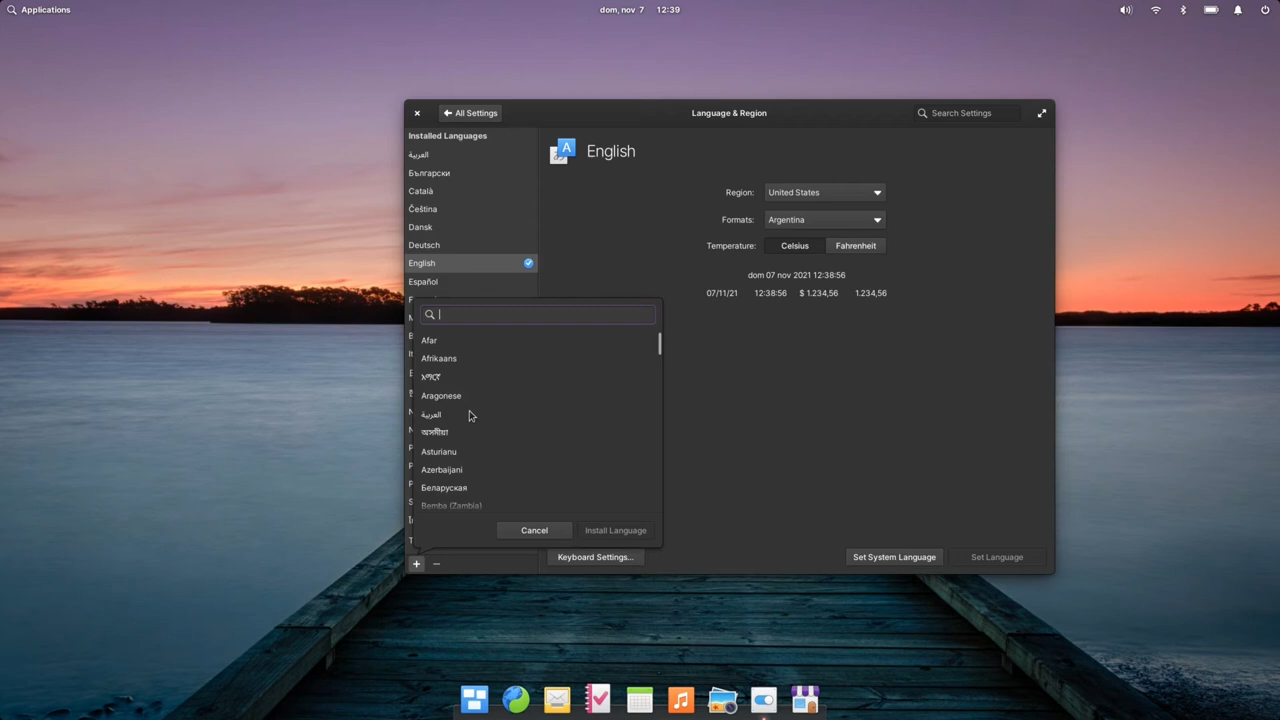 Applications
dom, nov 7 12:39
All Settings
Language & Region
Search Settings
Installed Languages
العربية
Български
Català
Čeština
Dansk
Deutsch
English
Español
English
Region: United States
Formats: Argentina
Temperature: Celsius Fahrenheit
dom 07 nov 2021 12:38:56
07/11/21 12:38:56 $ 1.234,56 1.234,56
Afar
Afrikaans
አማርኛ
Aragonese
العربية
অসমীয়া
Asturianu
Azerbaijani
Беларуская
Bemba (Zambia)
Cancel
Install Language
Keyboard Settings...
Set System Language
Set Language